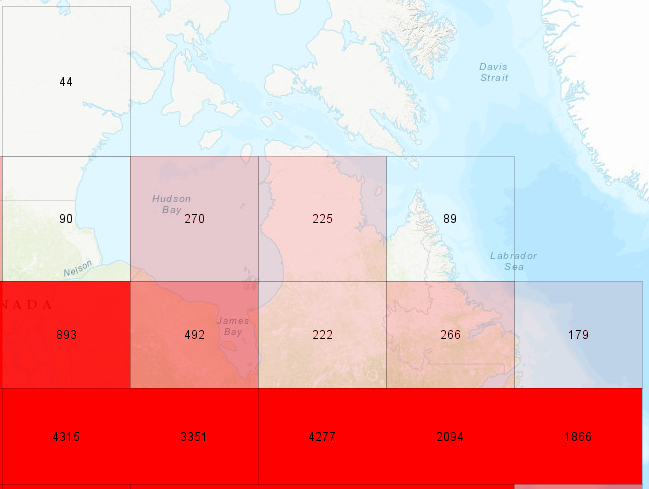 Davis
Strait
44
Hudson
Bay
90
270
225
89
Nelson
Labrador
Sea
NADA
James
Bay
893
492
222
266
179
4315
3351
4277
2094
1866